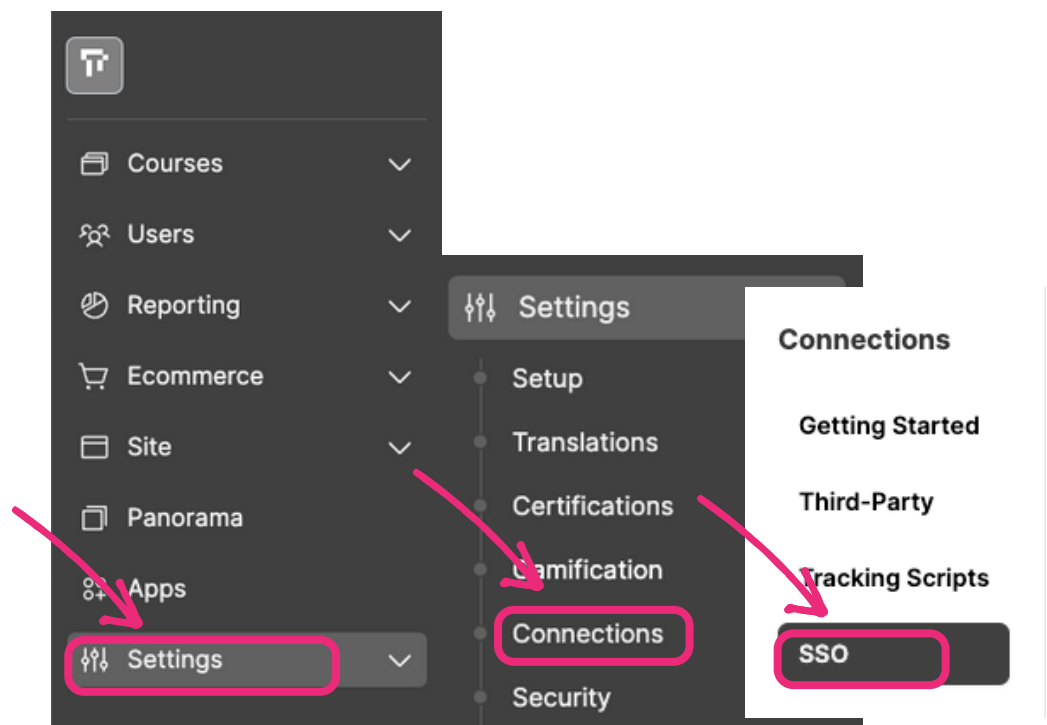 Courses
Users
Reporting
Ecommerce
Site
Panorama
Apps
Settings
Settings
Setup
Translations
Certifications
Gamification
Connections
Security
Connections
Getting Started
Third-Party
Tracking Scripts
SSO